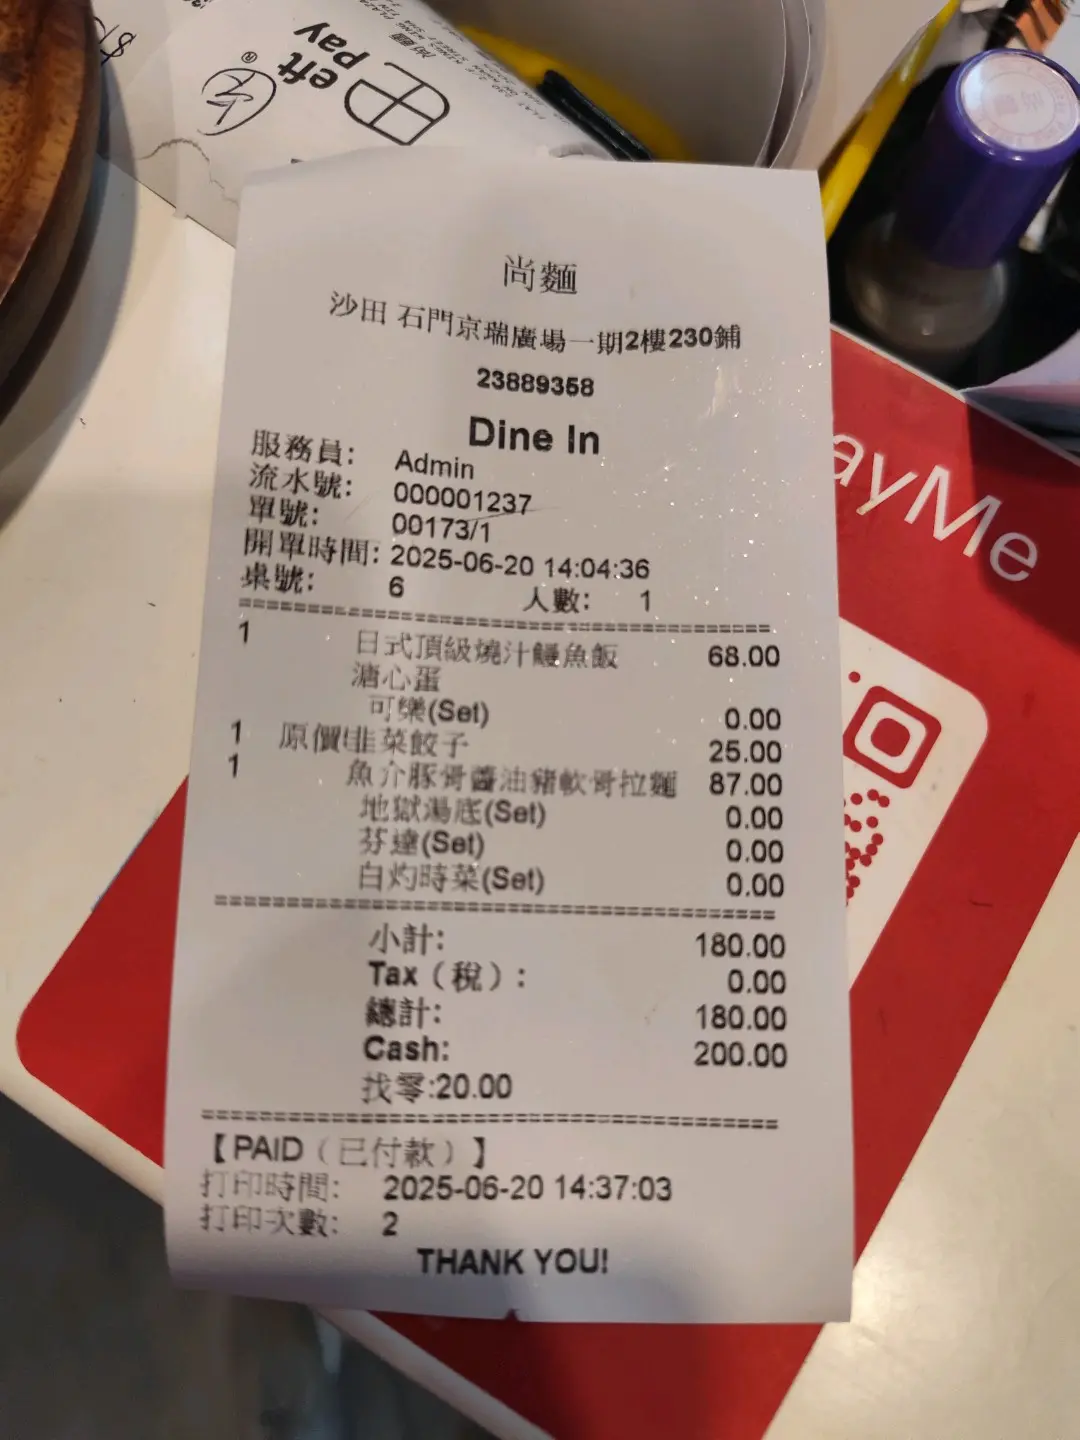 eft
Pay
尚麵
沙田 石門京瑞廣場一期2樓230鋪
23889358
Dine In
服務員: Admin
流水號: 000001237
單號: 00173/1
開單時間: 2025-06-20 14:04:36
桌號: 6 人數: 1
1 日式頂級燒汁鰻魚飯 68.00
溏心蛋
可樂(Set) 0.00
1 原價!韭菜餃子 25.00
1 魚介豚骨醬油豬軟骨拉麵 87.00
地獄湯底(Set) 0.00
芬達(Set) 0.00
白灼時菜(Set) 0.00
小計: 180.00
Tax（稅）: 0.00
總計: 180.00
Cash: 200.00
找零:20.00
【PAID（已付款）】
打印時間: 2025-06-20 14:37:03
打印次數: 2
THANK YOU!
ayMe